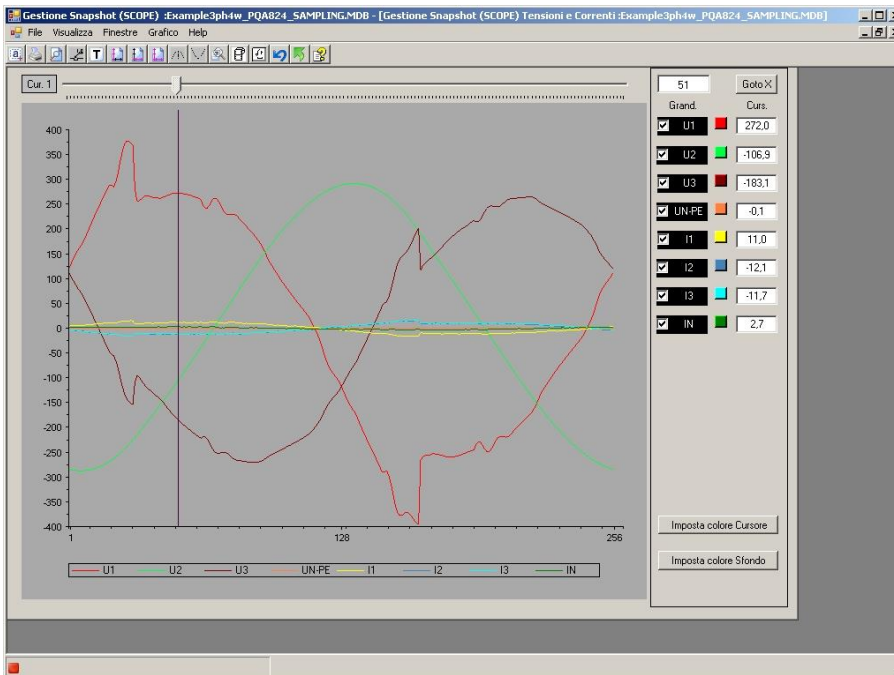 Gestione Snapshot (SCOPE) :Example3ph4w_PQA824_SAMPLING.MDB - [Gestione Snapshot (SCOPE) Tensioni e Correnti :Example3ph4w_PQA824_SAMPLING.MDB]
File Visualizza Finestre Grafico Help
a T
Cur. 1
51 Goto X
Grand. Curs.
U1 272,0
U2 -106,9
U3 -183,1
UN-PE -0,1
I1 11,0
I2 -12,1
I3 -11,7
IN 2,7
400
350
300
250
200
150
100
50
0
-50
-100
-150
-200
-250
-300
-350
-400
1 128 256
U1 U2 U3 UN-PE I1 I2 I3 IN
Imposta colore Cursore
Imposta colore Sfondo